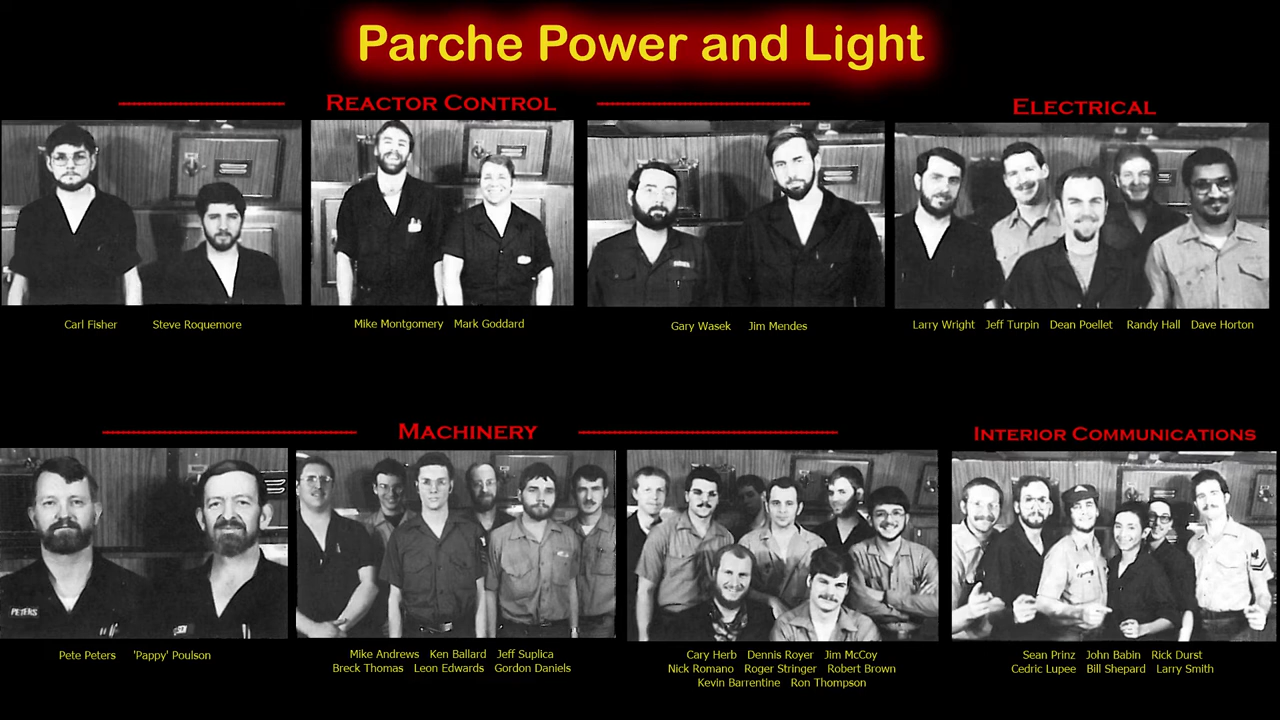 Parche Power and Light
Reactor Control
Electrical
Carl Fisher Steve Roquemore
Mike Montgomery Mark Goddard
Gary Wasek Jim Mendes
Larry Wright Jeff Turpin Dean Poellet Randy Hall Dave Horton
Machinery
Interior Communications
PETERS
Pete Peters 'Pappy' Poulson
Mike Andrews Ken Ballard Jeff Suplica
Breck Thomas Leon Edwards Gordon Daniels
Cary Herb Dennis Royer Jim McCoy
Nick Romano Roger Stringer Robert Brown
Kevin Barrentine Ron Thompson
Sean Prinz John Babin Rick Durst
Cedric Lupee Bill Shepard Larry Smith